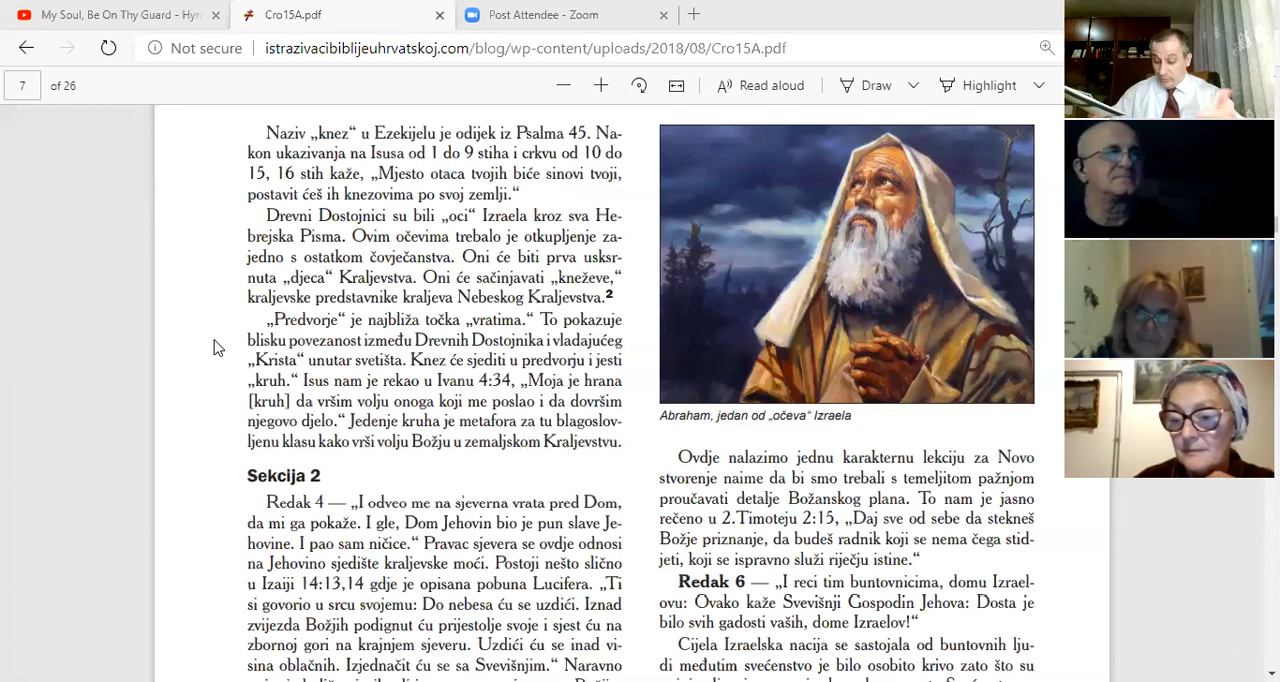 My Soul, Be On Thy Guard - Hyn
Cro15A.pdf
Post Attendee - Zoom
Not secure
istrazivacibiblijeuhrvatskoj.com/blog/wp-content/uploads/2018/08/Cro15A.pdf
7 of 26
Read aloud
Draw
Highlight
Naziv „knez“ u Ezekijelu je odijek iz Psalma 45. Na-
kon ukazivanja na Isusa od 1 do 9 stiha i crkvu od 10 do
15, 16 stih kaže, „Mjesto otaca tvojih biće sinovi tvoji,
postavit ćeš ih knezovima po svoj zemlji.“
Drevni Dostojnici su bili „oci“ Izraela kroz sva He-
brejska Pisma. Ovim očevima trebalo je otkupljenje za-
jedno s ostatkom čovječanstva. Oni će biti prva usksr-
nuta „djeca“ Kraljevstva. Oni će sačinjavati „kneževe,“
kraljevske predstavnike kraljeva Nebeskog Kraljevstva.2
„Predvorje“ je najbliža točka „vratima.“ To pokazuje
blisku povezanost između Drevnih Dostojnika i vladajućeg
„Krista“ unutar svetišta. Knez će sjediti u predvorju i jesti
„kruh.“ Isus nam je rekao u Ivanu 4:34, „Moja je hrana
[kruh] da vršim volju onoga koji me poslao i da dovršim
njegovo djelo.“ Jedenje kruha je metafora za tu blagoslov-
ljenu klasu kako vrši volju Božju u zemaljskom Kraljevstvu.
Sekcija 2
Redak 4 — „I odveo me na sjeverna vrata pred Dom,
da mi ga pokaže. I gle, Dom Jehovin bio je pun slave Je-
hovine. I pao sam ničice.“ Pravac sjevera se ovdje odnosi
na Jehovino sjedište kraljevske moći. Postoji nešto slično
u Izaiji 14:13,14 gdje je opisana pobuna Lucifera. „Ti
si govorio u srcu svojemu: Do nebesa ću se uzdići. Iznad
zvijezda Božjih podignut ću prijestolje svoje i sjest ću na
zbornoj gori na krajnjem sjeveru. Uzdići ću se inad vi-
sina oblačnih. Izjednačit ću se sa Svevišnjim.“ Naravno
Abraham, jedan od „očeva“ Izraela
Ovdje nalazimo jednu karakternu lekciju za Novo
stvorenje naime da bi smo trebali s temeljitom pažnjom
proučavati detalje Božanskog plana. To nam je jasno
rečeno u 2.Timoteju 2:15, „Daj sve od sebe da stekneš
Božje priznanje, da budeš radnik koji se nema čega stid-
jeti, koji se ispravno služi riječju istine.“
Redak 6 — „I reci tim buntovnicima, domu Izrael-
ovu: Ovako kaže Svevišnji Gospodin Jehova: Dosta je
bilo svih gadosti vaših, dome Izraelov!“
Cijela Izraelska nacija se sastojala od buntovnih lju-
di međutim svećenstvo je bilo osobito krivo zato što su